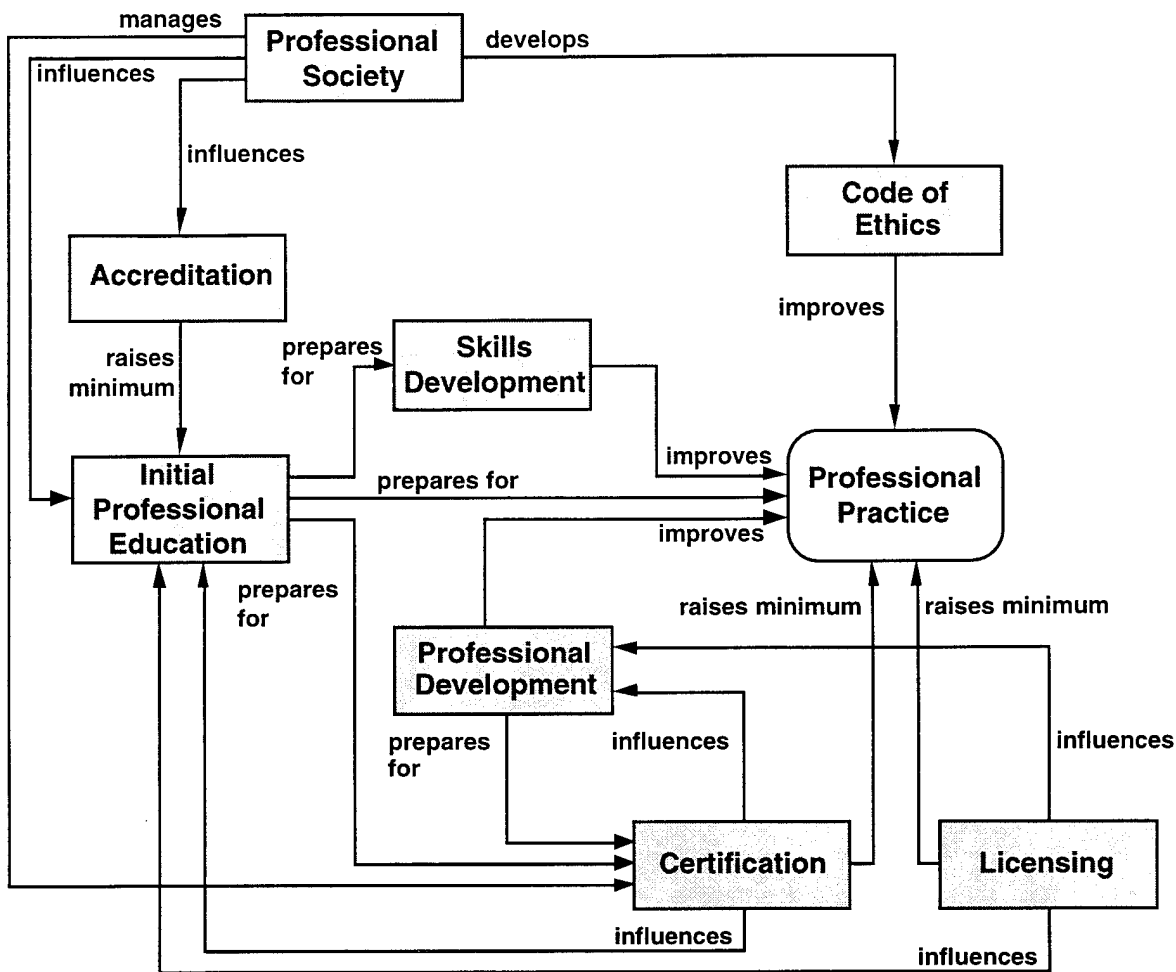 manages
Professional
Society
develops
influences
influences
Code of
Ethics
Accreditation
improves
raises
minimum
prepares
for
Skills
Development
Initial
Professional
Education
prepares for
improves
Professional
Practice
improves
prepares
for
raises minimum
raises minimum
Professional
Development
prepares
for
influences
influences
Certification
Licensing
influences
influences